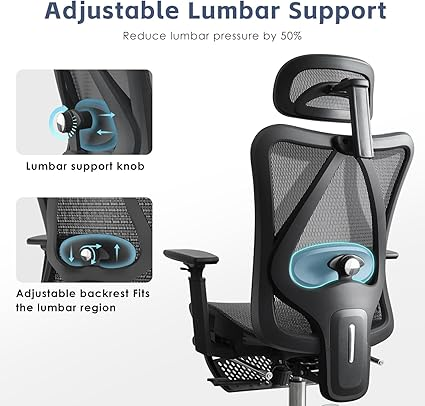 Adjustable Lumbar Support
Reduce lumbar pressure by 50%
Lumbar support knob
Adjustable backrest Fits
the lumbar region